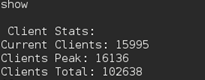 show
Client Stats:
Current Clients: 15995
Clients Peak: 16136
Clients Total: 102638